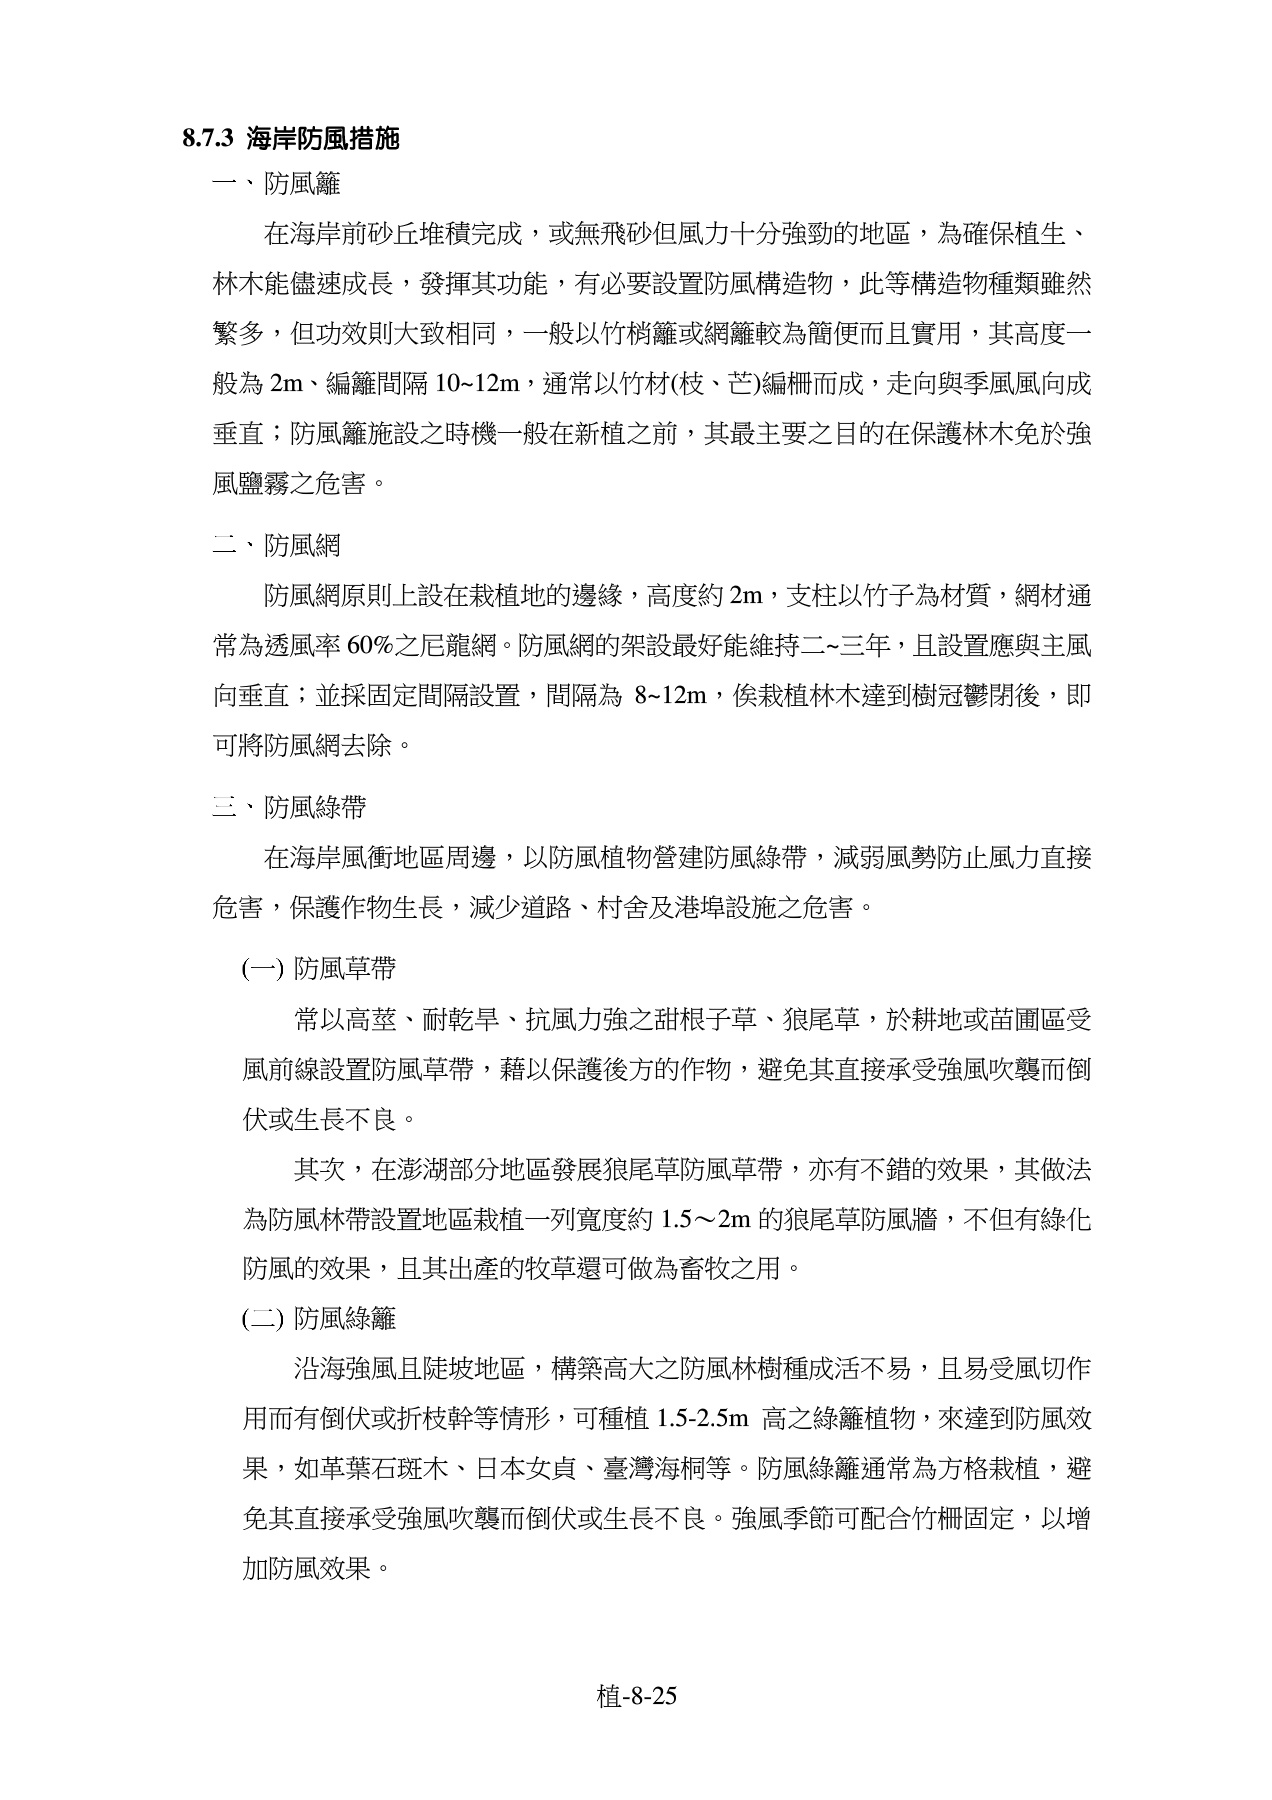 8.7.3 海岸防風措施
一、防風籬
在海岸前砂丘堆積完成，或無飛砂但風力十分強勁的地區，為確保植生、
林木能儘速成長，發揮其功能，有必要設置防風構造物，此等構造物種類雖然
繁多，但功效則大致相同，一般以竹梢籬或網籬較為簡便而且實用，其高度一
般為 2m、編籬間隔 10~12m，通常以竹材(枝、芒)編柵而成，走向與季風風向成
垂直；防風籬施設之時機一般在新植之前，其最主要之目的在保護林木免於強
風鹽霧之危害。
二、防風網
防風網原則上設在栽植地的邊緣，高度約 2m，支柱以竹子為材質，網材通
常為透風率 60%之尼龍網。防風網的架設最好能維持二~三年，且設置應與主風
向垂直；並採固定間隔設置，間隔為 8~12m，俟栽植林木達到樹冠鬱閉後，即
可將防風網去除。
三、防風綠帶
在海岸風衝地區周邊，以防風植物營建防風綠帶，減弱風勢防止風力直接
危害，保護作物生長，減少道路、村舍及港埠設施之危害。
(一) 防風草帶
常以高莖、耐乾旱、抗風力強之甜根子草、狼尾草，於耕地或苗圃區受
風前線設置防風草帶，藉以保護後方的作物，避免其直接承受強風吹襲而倒
伏或生長不良。
其次，在澎湖部分地區發展狼尾草防風草帶，亦有不錯的效果，其做法
為防風林帶設置地區栽植一列寬度約 1.5～2m 的狼尾草防風牆，不但有綠化
防風的效果，且其出產的牧草還可做為畜牧之用。
(二) 防風綠籬
沿海強風且陡坡地區，構築高大之防風林樹種成活不易，且易受風切作
用而有倒伏或折枝幹等情形，可種植 1.5-2.5m 高之綠籬植物，來達到防風效
果，如革葉石斑木、日本女貞、臺灣海桐等。防風綠籬通常為方格栽植，避
免其直接承受強風吹襲而倒伏或生長不良。強風季節可配合竹柵固定，以增
加防風效果。
植-8-25